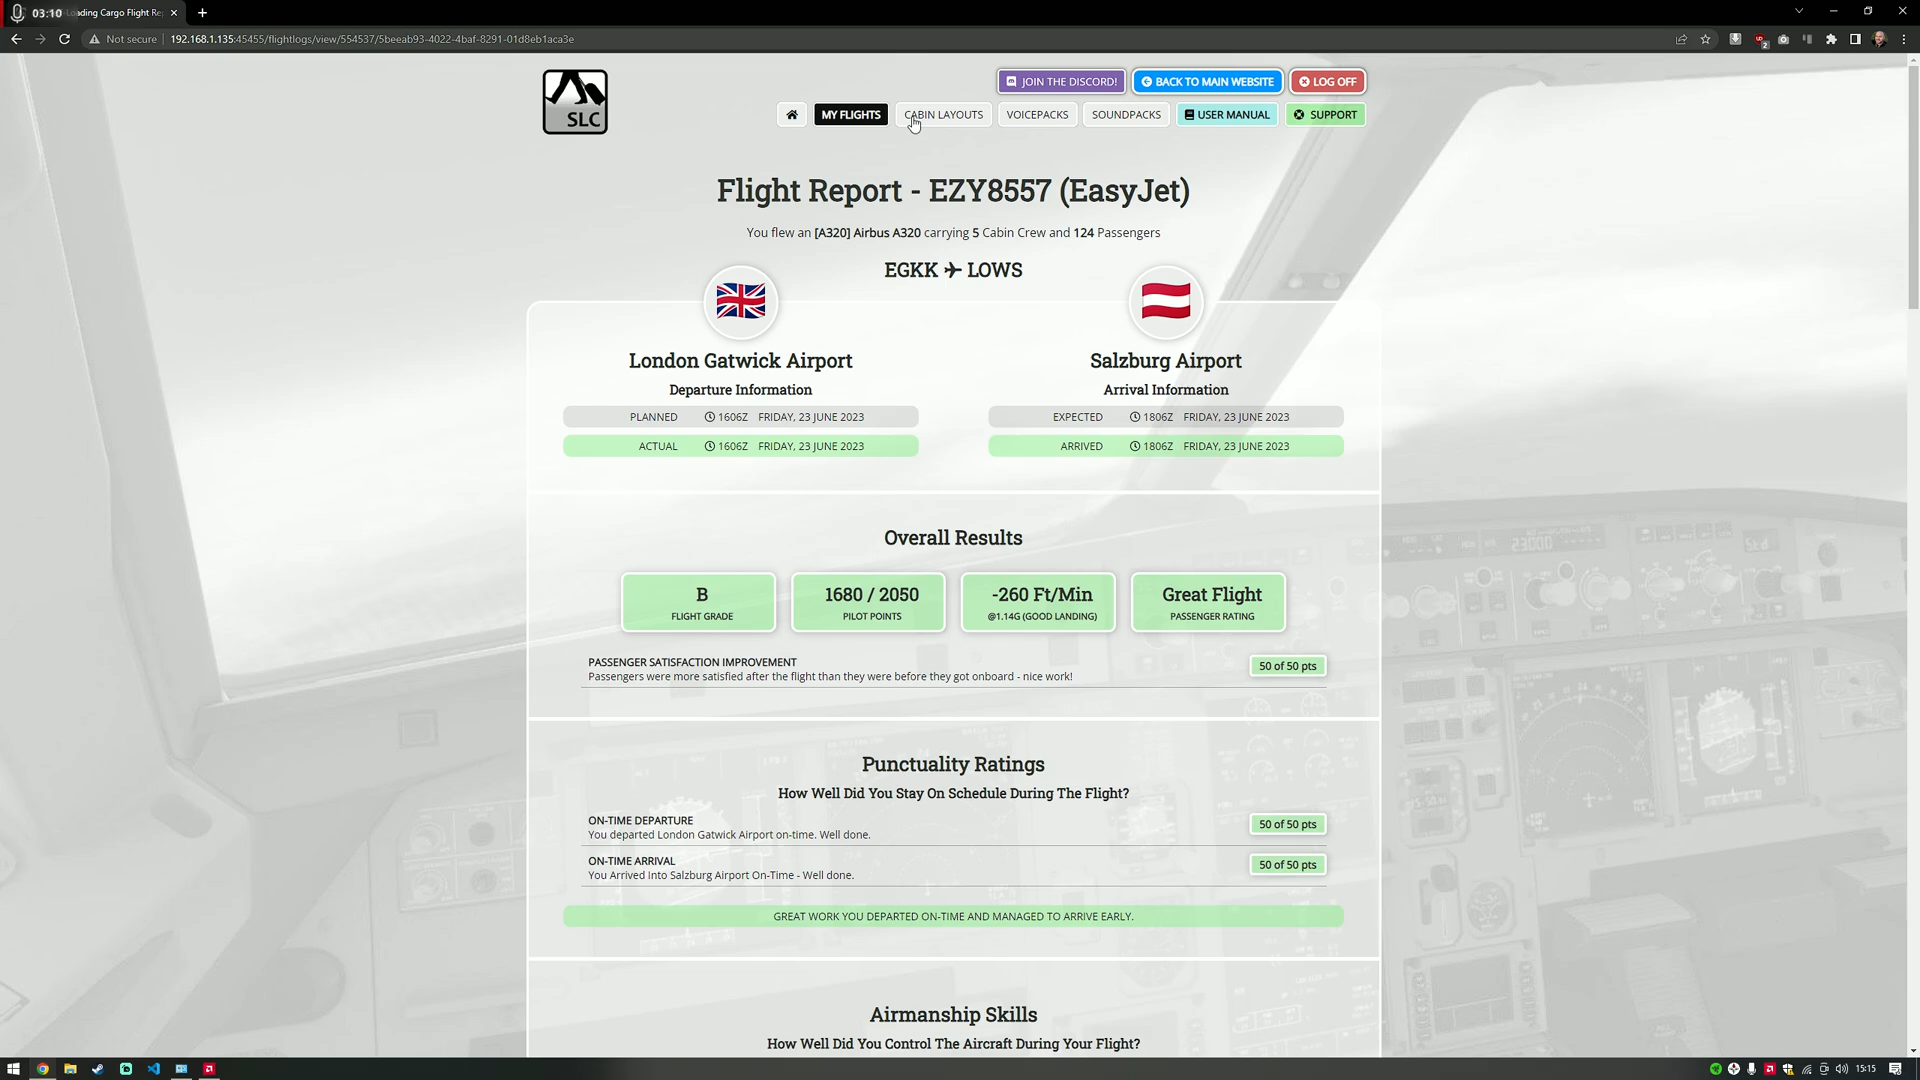 03:10
-Loading Cargo Flight Re
Not secure
192.168.1.135:45455/flightlogs/view/554537/5beeab93-4022-4baf-8291-01d8eb1aca3e
SLC
JOIN THE DISCORD!
BACK TO MAIN WEBSITE
LOG OFF
MY FLIGHTS
CABIN LAYOUTS
VOICEPACKS
SOUNDPACKS
USER MANUAL
SUPPORT
Flight Report - EZY8557 (EasyJet)
You flew an [A320] Airbus A320 carrying 5 Cabin Crew and 124 Passengers
EGKK ✈ LOWS
London Gatwick Airport
Departure Information
PLANNED 1606Z FRIDAY, 23 JUNE 2023
ACTUAL 1606Z FRIDAY, 23 JUNE 2023
Salzburg Airport
Arrival Information
EXPECTED 1806Z FRIDAY, 23 JUNE 2023
ARRIVED 1806Z FRIDAY, 23 JUNE 2023
Overall Results
B
FLIGHT GRADE
1680 / 2050
PILOT POINTS
-260 Ft/Min
@1.14G (GOOD LANDING)
Great Flight
PASSENGER RATING
PASSENGER SATISFACTION IMPROVEMENT
Passengers were more satisfied after the flight than they were before they got onboard - nice work!
50 of 50 pts
Punctuality Ratings
How Well Did You Stay On Schedule During The Flight?
ON-TIME DEPARTURE
You departed London Gatwick Airport on-time. Well done.
50 of 50 pts
ON-TIME ARRIVAL
You Arrived Into Salzburg Airport On-Time - Well done.
50 of 50 pts
GREAT WORK YOU DEPARTED ON-TIME AND MANAGED TO ARRIVE EARLY.
Airmanship Skills
How Well Did You Control The Aircraft During Your Flight?
15:15